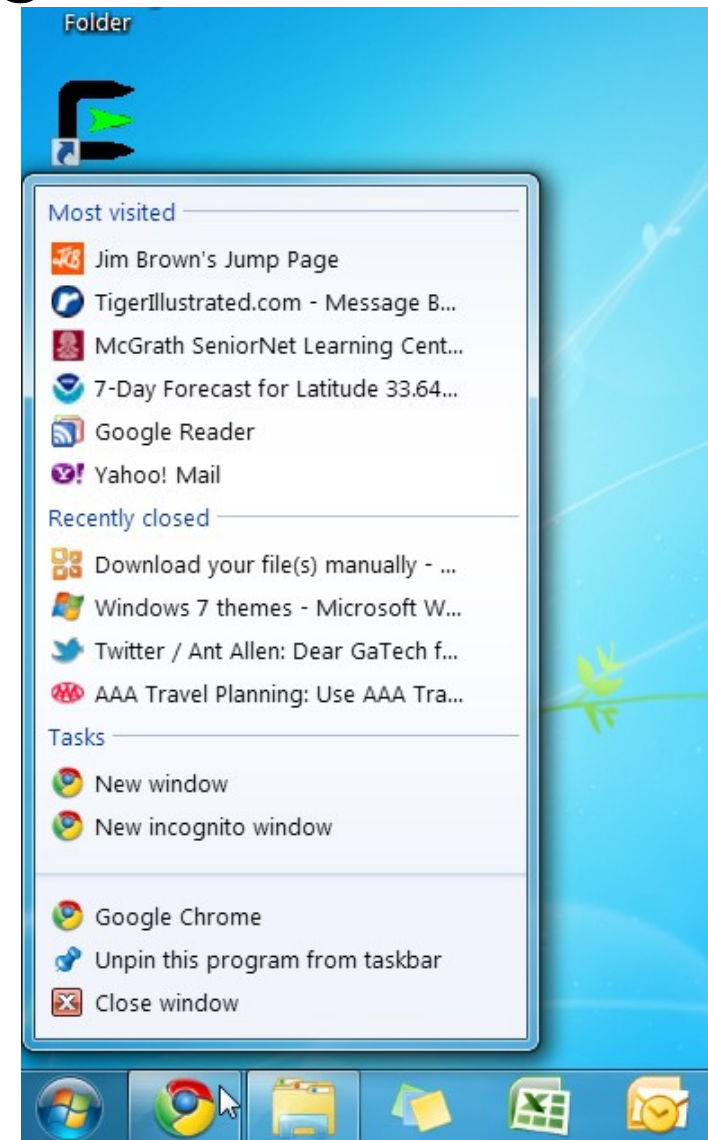 Folder
Most visited
JCB
Jim Brown's Jump Page
TigerIllustrated.com - Message B...
McGrath SeniorNet Learning Cent...
7-Day Forecast for Latitude 33.64...
Google Reader
Y!
Yahoo! Mail
Recently closed
Download your file(s) manually - ...
Windows 7 themes - Microsoft W...
Twitter / Ant Allen: Dear GaTech f...
AAA Travel Planning: Use AAA Tra...
Tasks
New window
New incognito window
Google Chrome
Unpin this program from taskbar
Close window